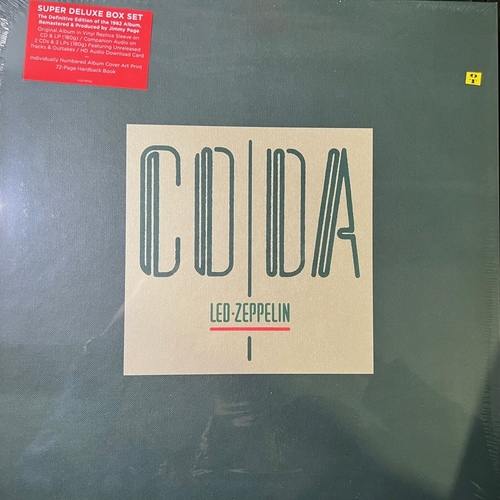 SUPER DELUXE BOX SET
The Definitive Edition of the 1982 Album,
Remastered & Produced by Jimmy Page
Original Album in Vinyl Replica Sleeve on
CD & LP (180g) / Companion Audio on
2 CDs & 2 LPs (180g) Featuring Unreleased
Tracks & Outtakes / HD Audio Download Card
Individually Numbered Album Cover Art Print
72-Page Hardback Book
CODA
LED·ZEPPELIN